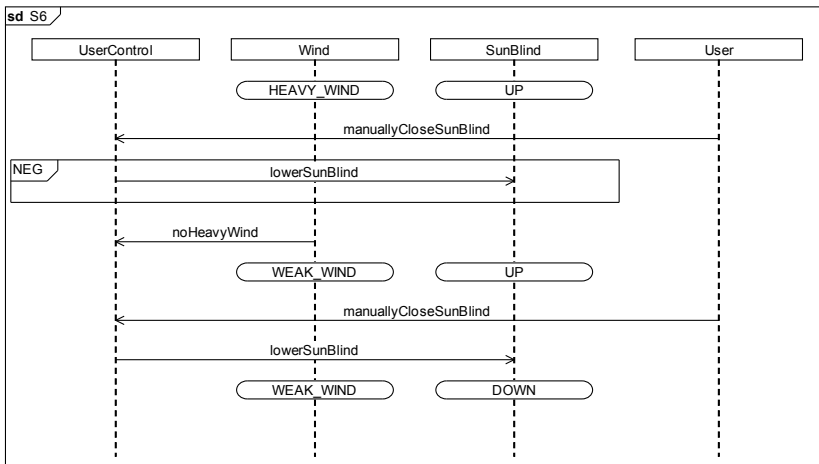 sd S6
UserControl Wind SunBlind User
HEAVY_WIND UP
manuallyCloseSunBlind
NEG
lowerSunBlind
noHeavyWind
WEAK_WIND UP
manuallyCloseSunBlind
lowerSunBlind
WEAK_WIND DOWN